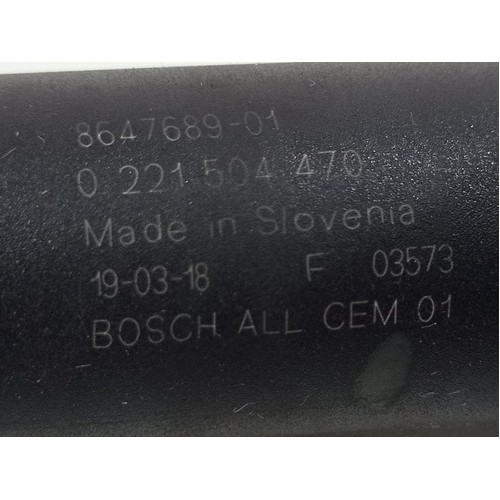 8647689-01
0 221 504 470
Made in Slovenia
19-03-18 F 03573
BOSCH ALL CEM 01